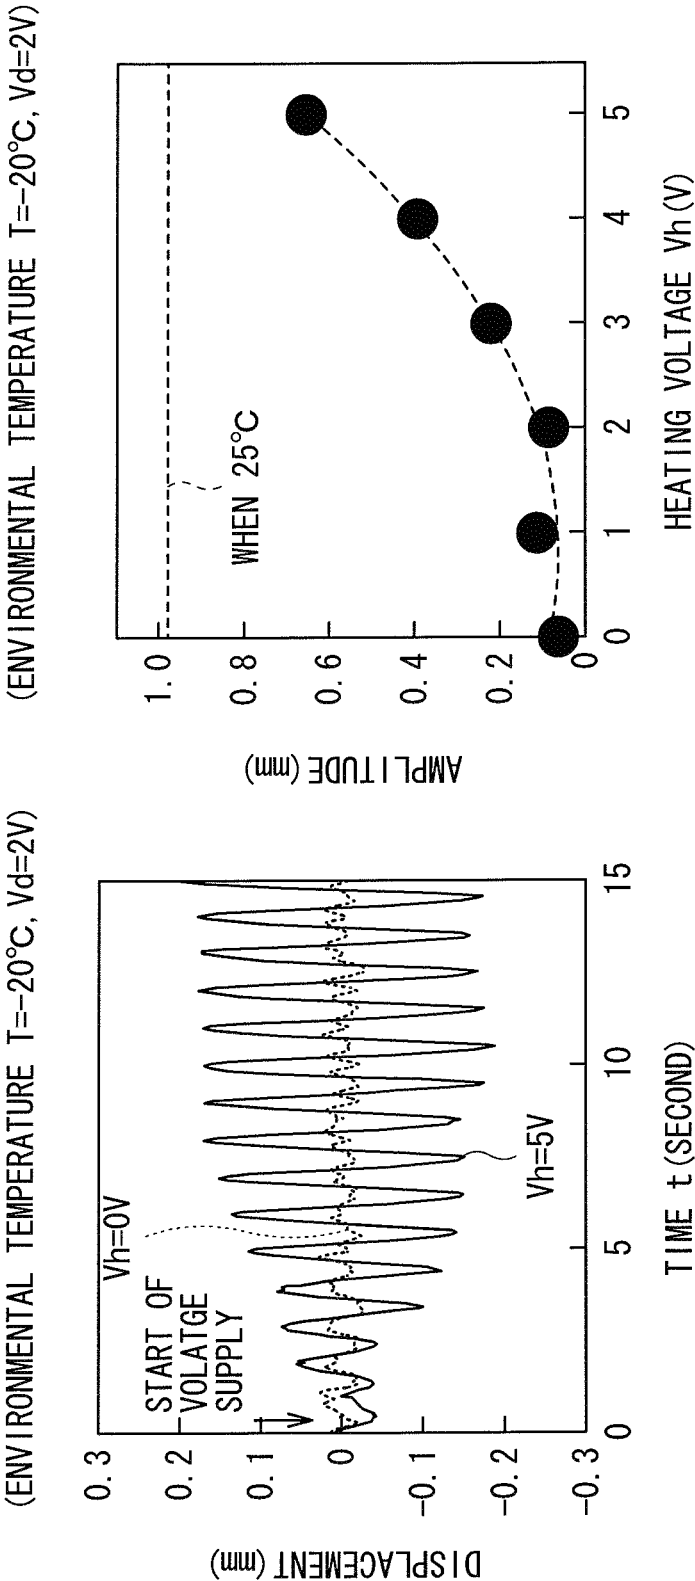 (ENVIRONMENTAL TEMPERATURE T=-20°C, Vd=2V)
0.3
0.2
0.1
0
-0.1
-0.2
-0.3
DISPLACEMENT (mm)
START OF
VOLATGE
SUPPLY
Vh=0V
Vh=5V
0
5
10
15
TIME t (SECOND)
(ENVIRONMENTAL TEMPERATURE T=-20°C, Vd=2V)
1.0
0.8
0.6
0.4
0.2
0
AMPLITUDE (mm)
WHEN 25°C
0
1
2
3
4
5
HEATING VOLTAGE Vh (V)